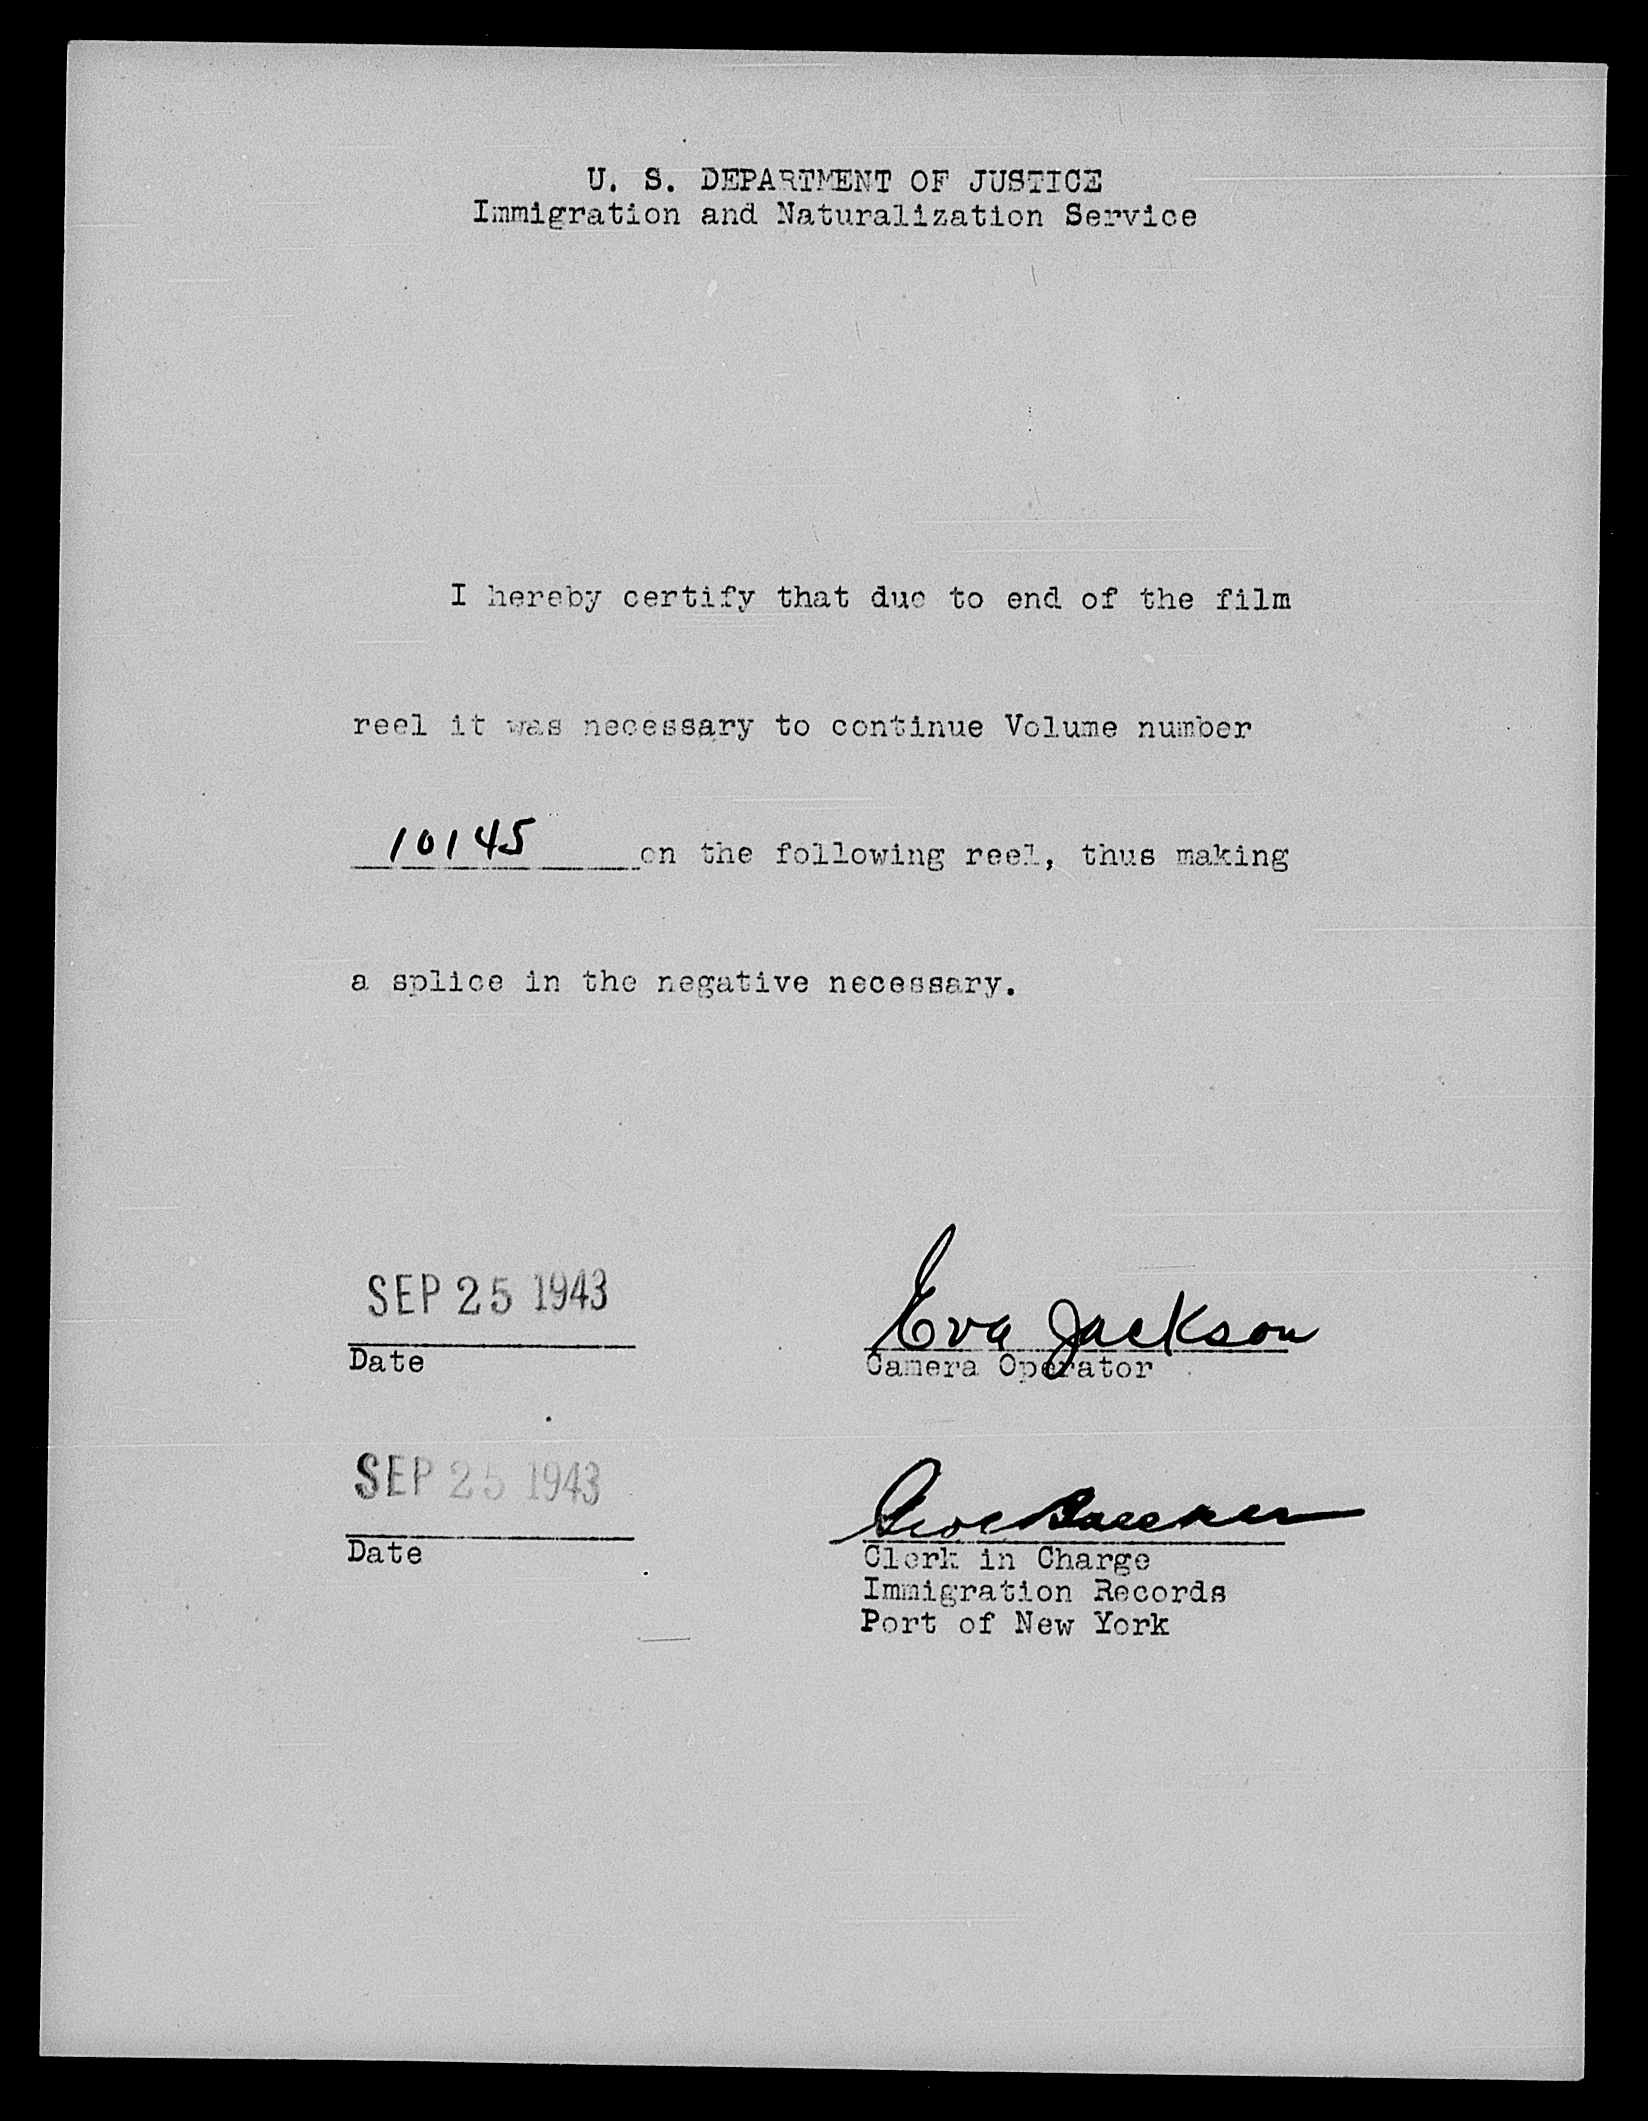 U. S. DEPARTMENT OF JUSTICE
Immigration and Naturalization Service
I hereby certify that due to end of the film
reel it was necessary to continue Volume number
10145 on the following reel, thus making
a splice in the negative necessary.
SEP 25 1943
Eva Jackson
Date
Camera Operator
SEP 25 1943
Date
Clerk in Charge
Immigration Records
Port of New York